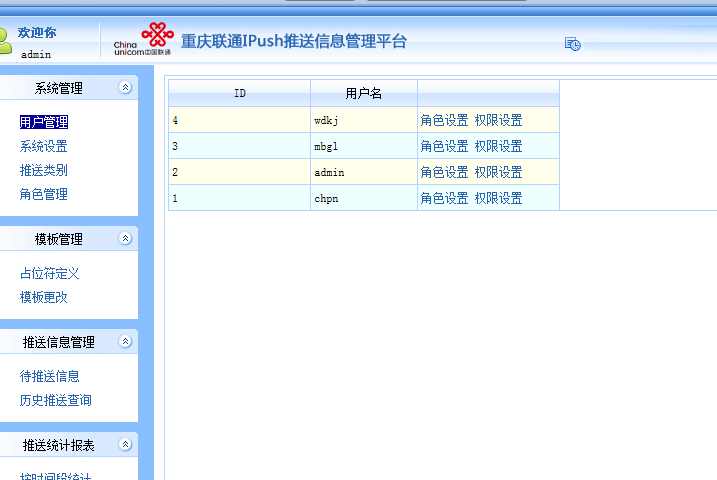 欢迎你
admin
China
unicom中国联通
重庆联通IPush推送信息管理平台
系统管理
用户管理
系统设置
推送类别
角色管理
模板管理
占位符定义
模板更改
推送信息管理
待推送信息
历史推送查询
推送统计报表
按时间段统计
ID 用户名
4 wdkj 角色设置 权限设置
3 mbgl 角色设置 权限设置
2 admin 角色设置 权限设置
1 chpn 角色设置 权限设置